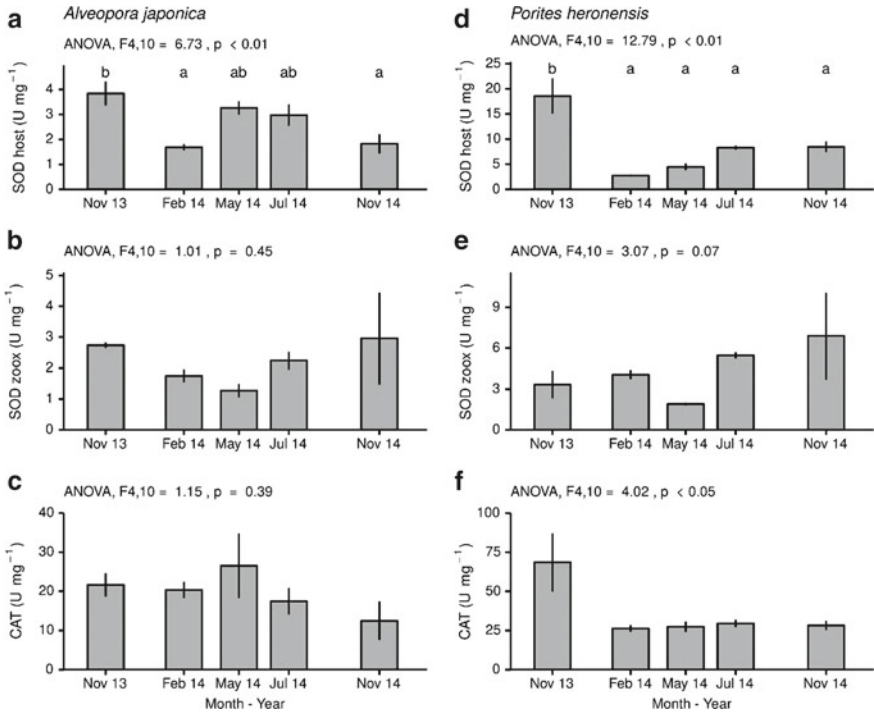 a
Alveopora japonica
ANOVA, F4,10 = 6.73 , p < 0.01
b a ab ab a
SOD host (U mg−1)
4
3
2
1
0
Nov 13 Feb 14 May 14 Jul 14 Nov 14
b
ANOVA, F4,10 = 1.01 , p = 0.45
SOD zoox (U mg−1)
5
4
3
2
1
0
Nov 13 Feb 14 May 14 Jul 14 Nov 14
c
ANOVA, F4,10 = 1.15 , p = 0.39
CAT (U mg−1)
40
30
20
10
0
Nov 13 Feb 14 May 14 Jul 14 Nov 14
Month - Year
d
Porites heronensis
ANOVA, F4,10 = 12.79 , p < 0.01
b a a a a
SOD host (U mg−1)
25
20
15
10
5
0
Nov 13 Feb 14 May 14 Jul 14 Nov 14
e
ANOVA, F4,10 = 3.07 , p = 0.07
SOD zoox (U mg−1)
9
6
3
0
Nov 13 Feb 14 May 14 Jul 14 Nov 14
f
ANOVA, F4,10 = 4.02 , p < 0.05
CAT (U mg−1)
100
75
50
25
0
Nov 13 Feb 14 May 14 Jul 14 Nov 14
Month - Year